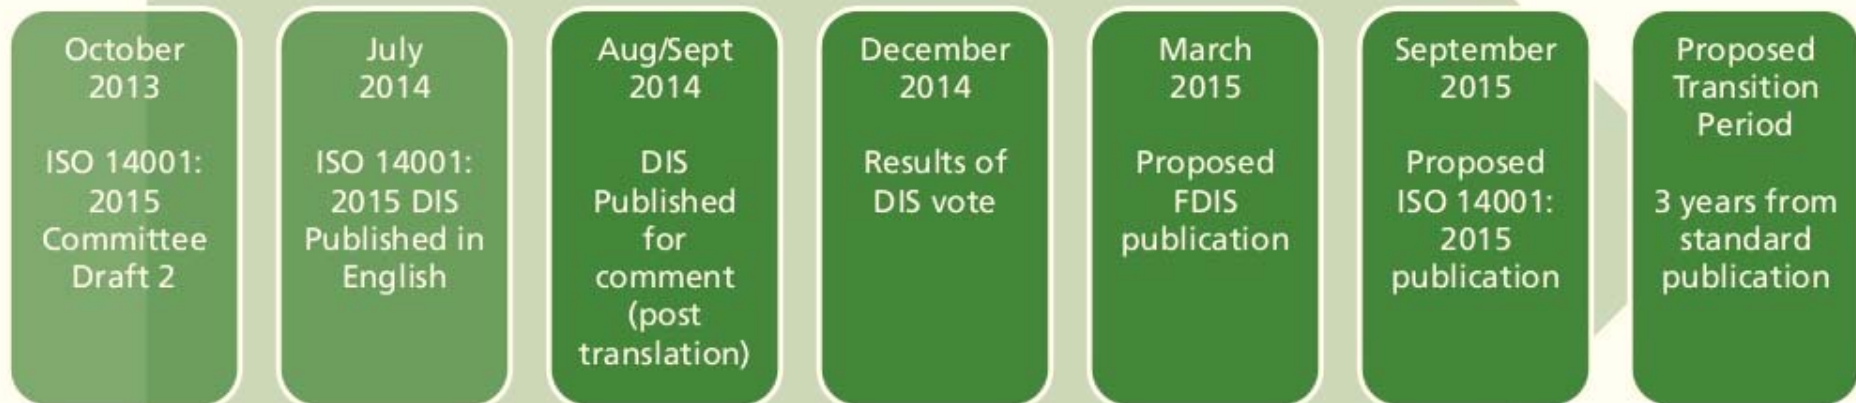 October
2013
ISO 14001:
2015
Committee
Draft 2
July
2014
ISO 14001:
2015 DIS
Published in
English
Aug/Sept
2014
DIS
Published
for
comment
(post
translation)
December
2014
Results of
DIS vote
March
2015
Proposed
FDIS
publication
September
2015
Proposed
ISO 14001:
2015
publication
Proposed
Transition
Period
3 years from
standard
publication